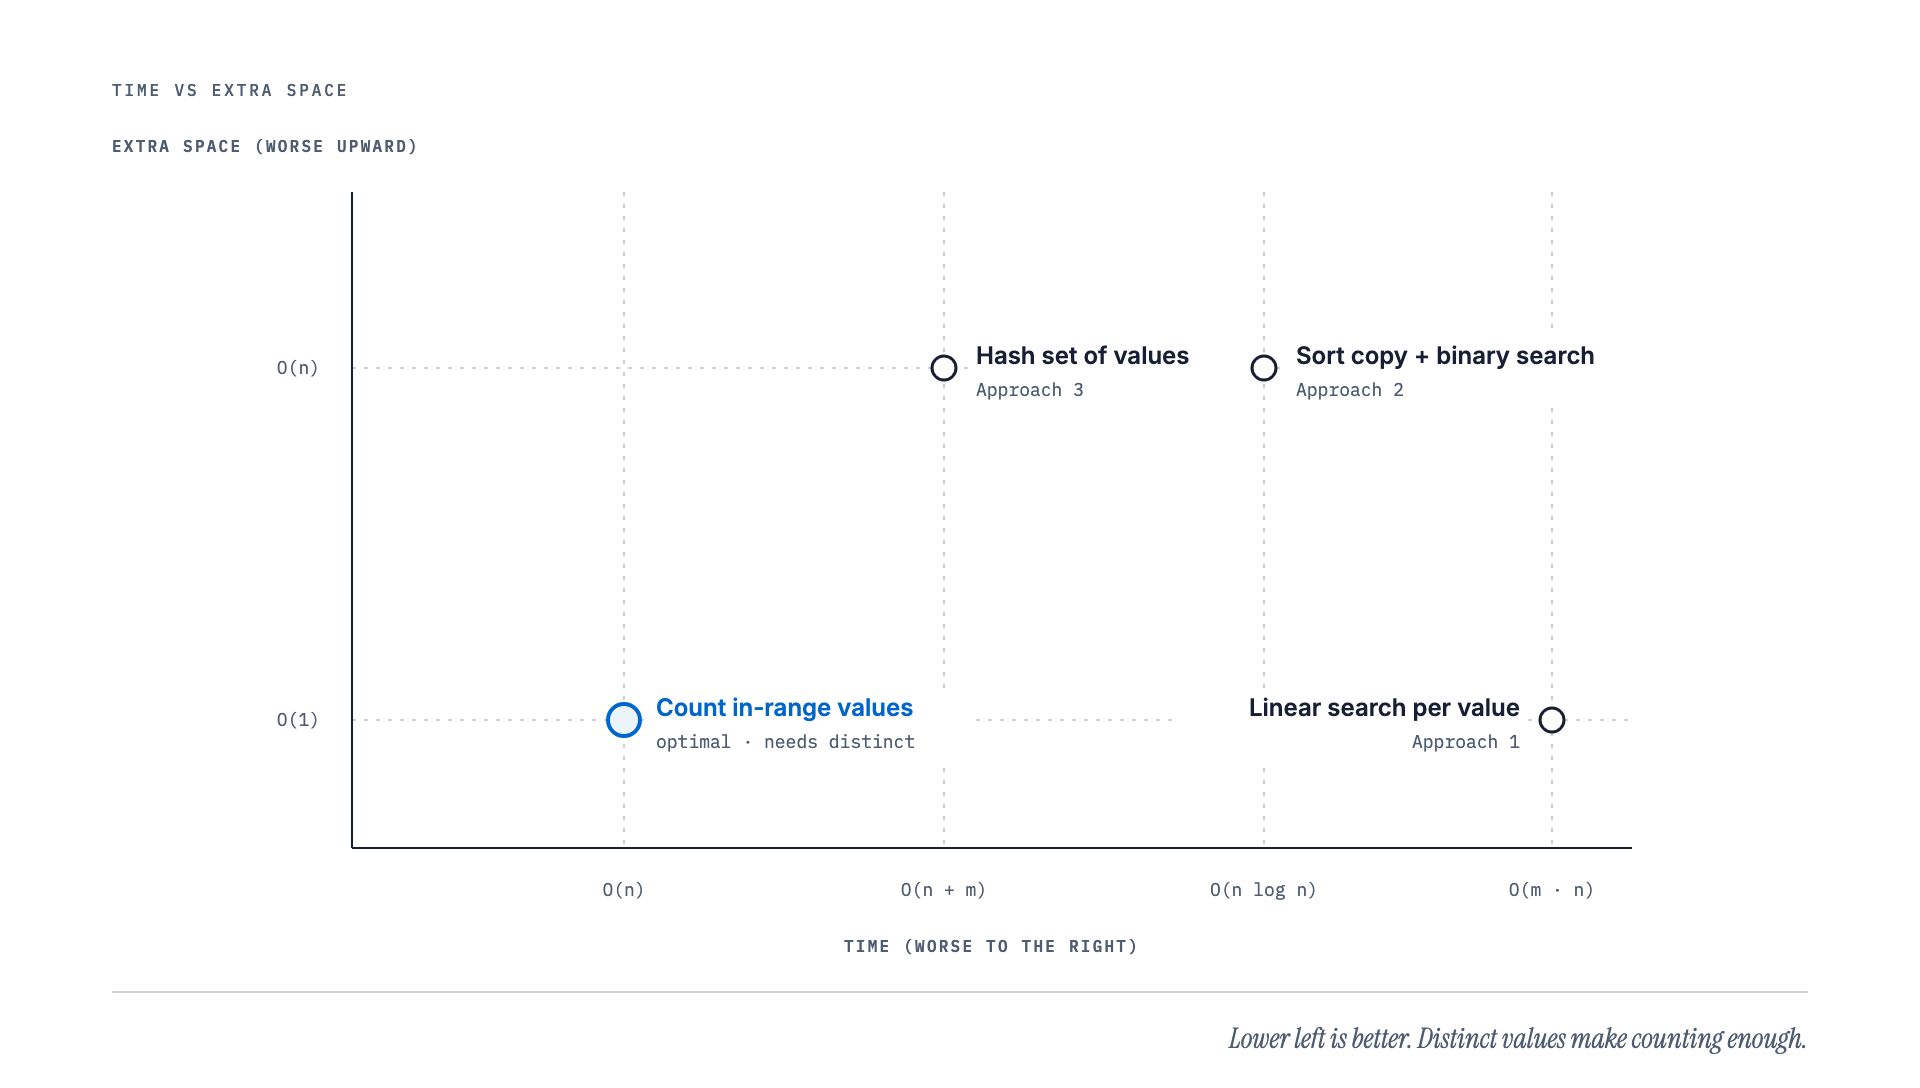 TIME VS EXTRA SPACE
EXTRA SPACE (WORSE UPWARD)
O(n)
Hash set of values
Approach 3
Sort copy + binary search
Approach 2
O(1)
Count in-range values
optimal · needs distinct
Linear search per value
Approach 1
O(n)
O(n + m)
O(n log n)
O(m · n)
TIME (WORSE TO THE RIGHT)
Lower left is better. Distinct values make counting enough.